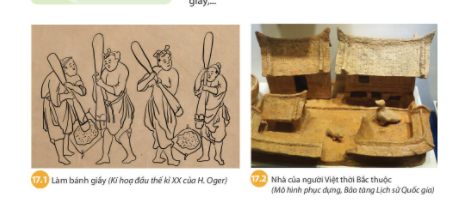 giấy,...
17.1 Làm bánh giầy (Kí hoạ đầu thế kỉ XX của H. Oger)
17.2 Nhà của người Việt thời Bắc thuộc
(Mô hình phục dựng, Bảo tàng Lịch sử Quốc gia)